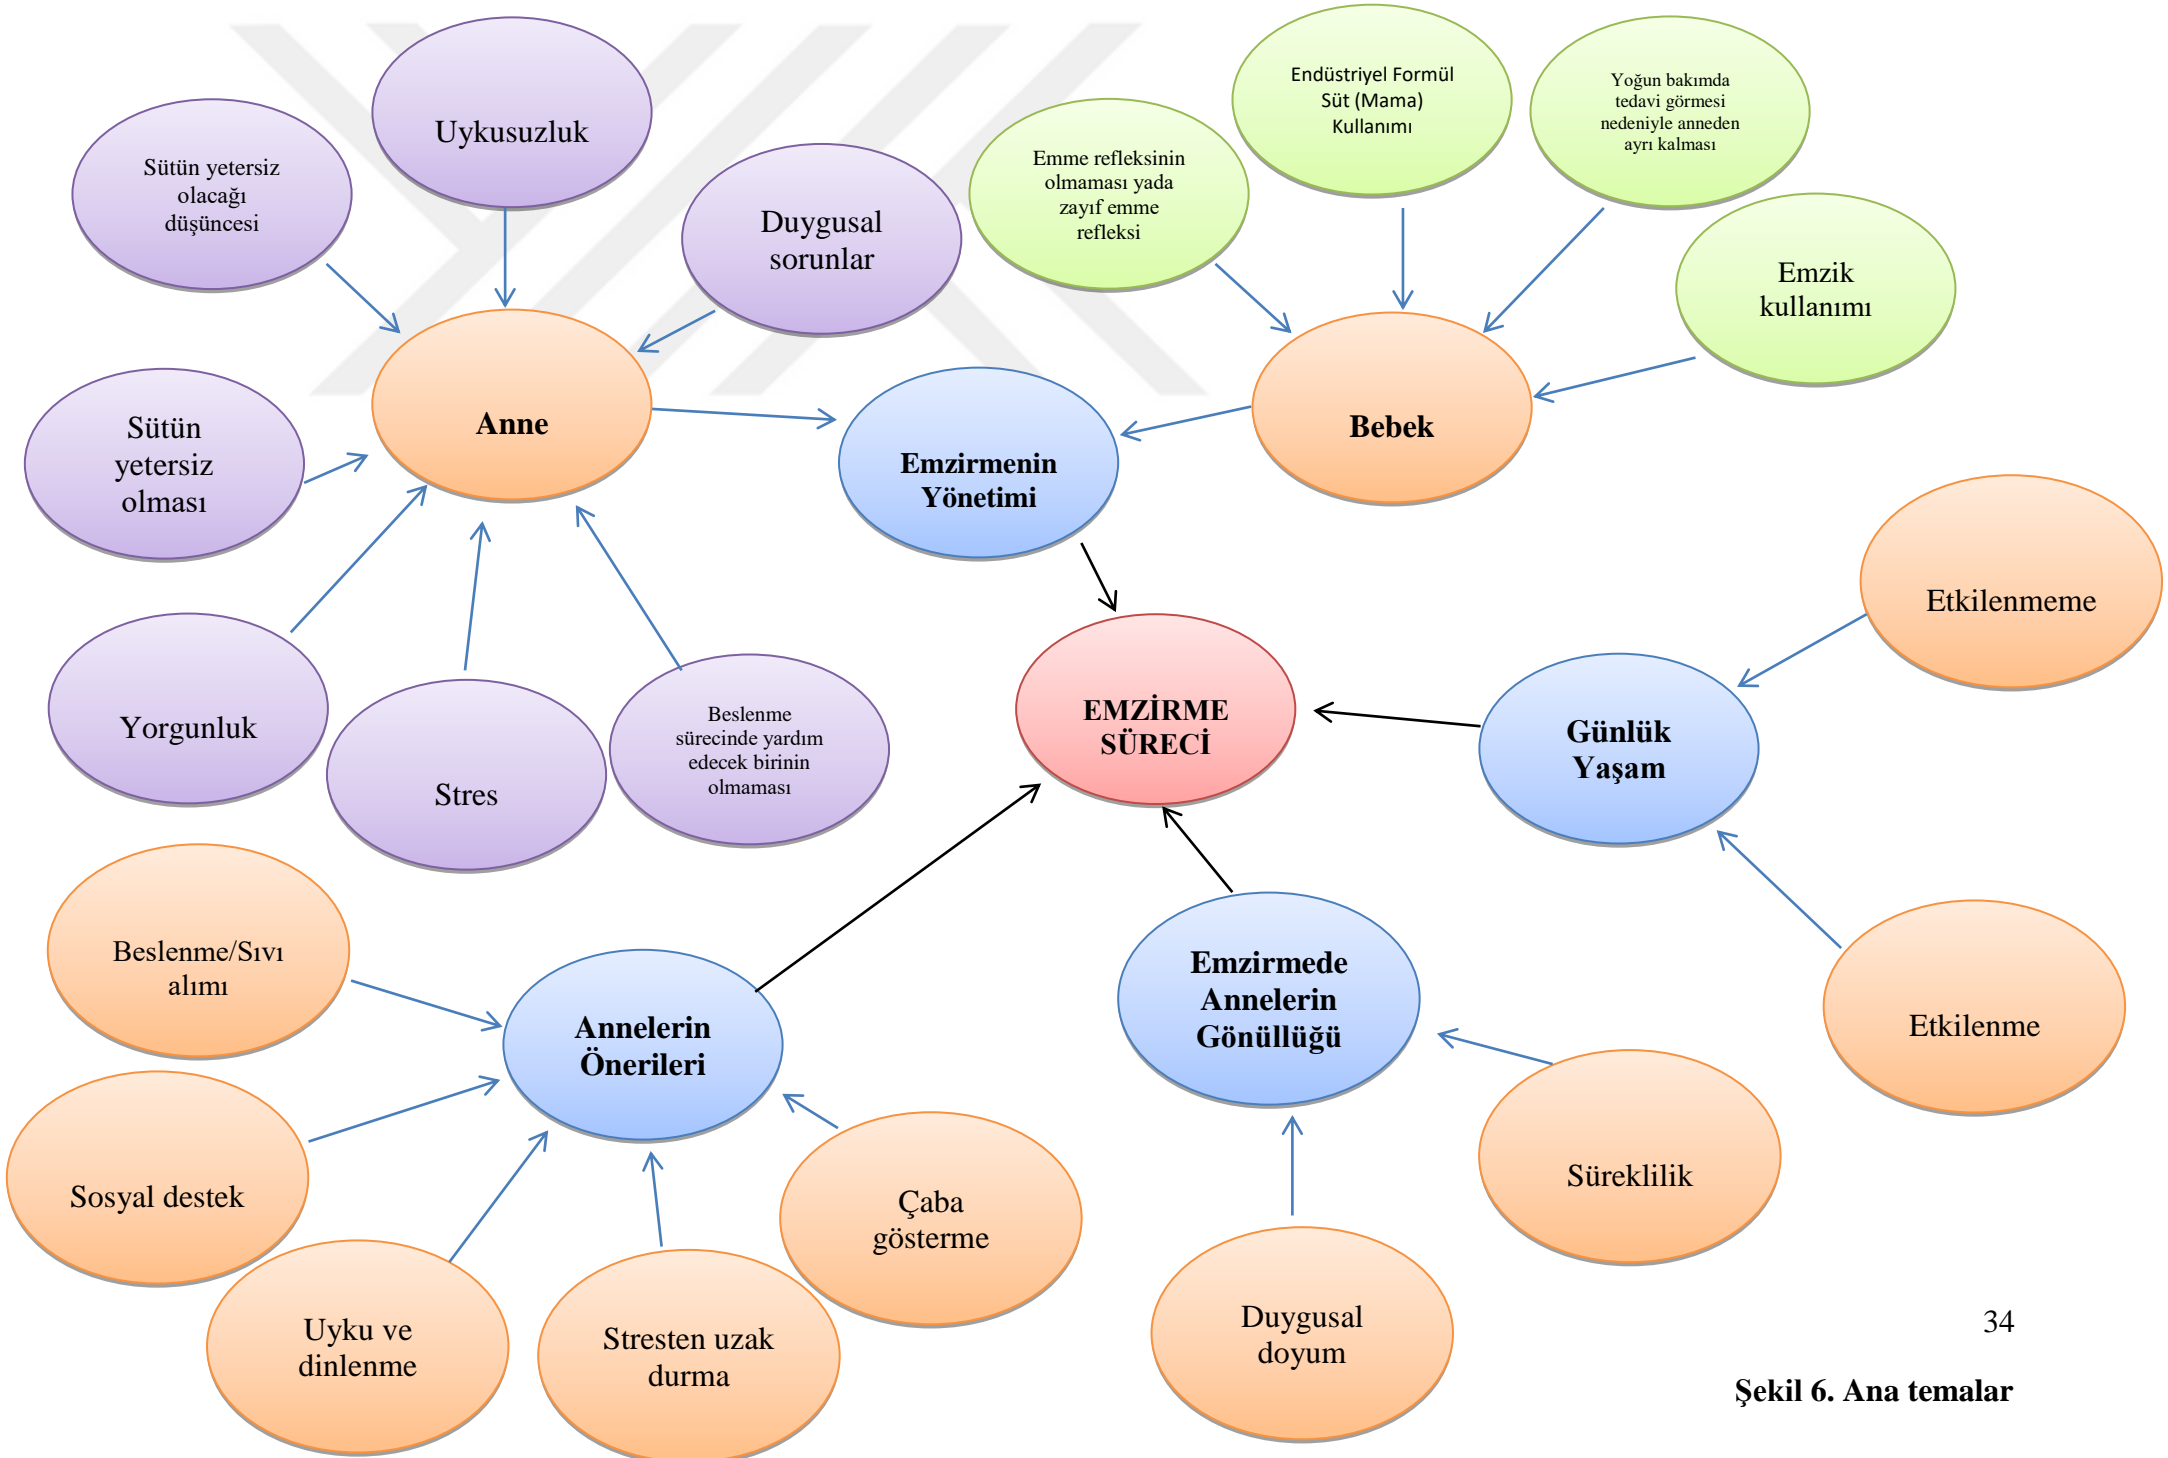 Uykusuzluk
Sütün yetersiz
olacağı
düşüncesi
Duygusal
sorunlar
Sütün
yetersiz
olması
Anne
Yorgunluk
Stres
Beslenme
sürecinde yardım
edecek birinin
olmaması
Endüstriyel Formül
Süt (Mama)
Kullanımı
Yoğun bakımda
tedavi görmesi
nedeniyle anneden
ayrı kalması
Emme refleksinin
olmaması yada
zayıf emme
refleksi
Emzik
kullanımı
Bebek
Emzirmenin
Yönetimi
EMZİRME
SÜRECİ
Etkilenmeme
Günlük
Yaşam
Etkilenme
Beslenme/Sıvı
alımı
Annelerin
Önerileri
Sosyal destek
Uyku ve
dinlenme
Stresten uzak
durma
Çaba
gösterme
Emzirmede
Annelerin
Gönüllüğü
Süreklilik
Duygusal
doyum
34
Şekil 6. Ana temalar